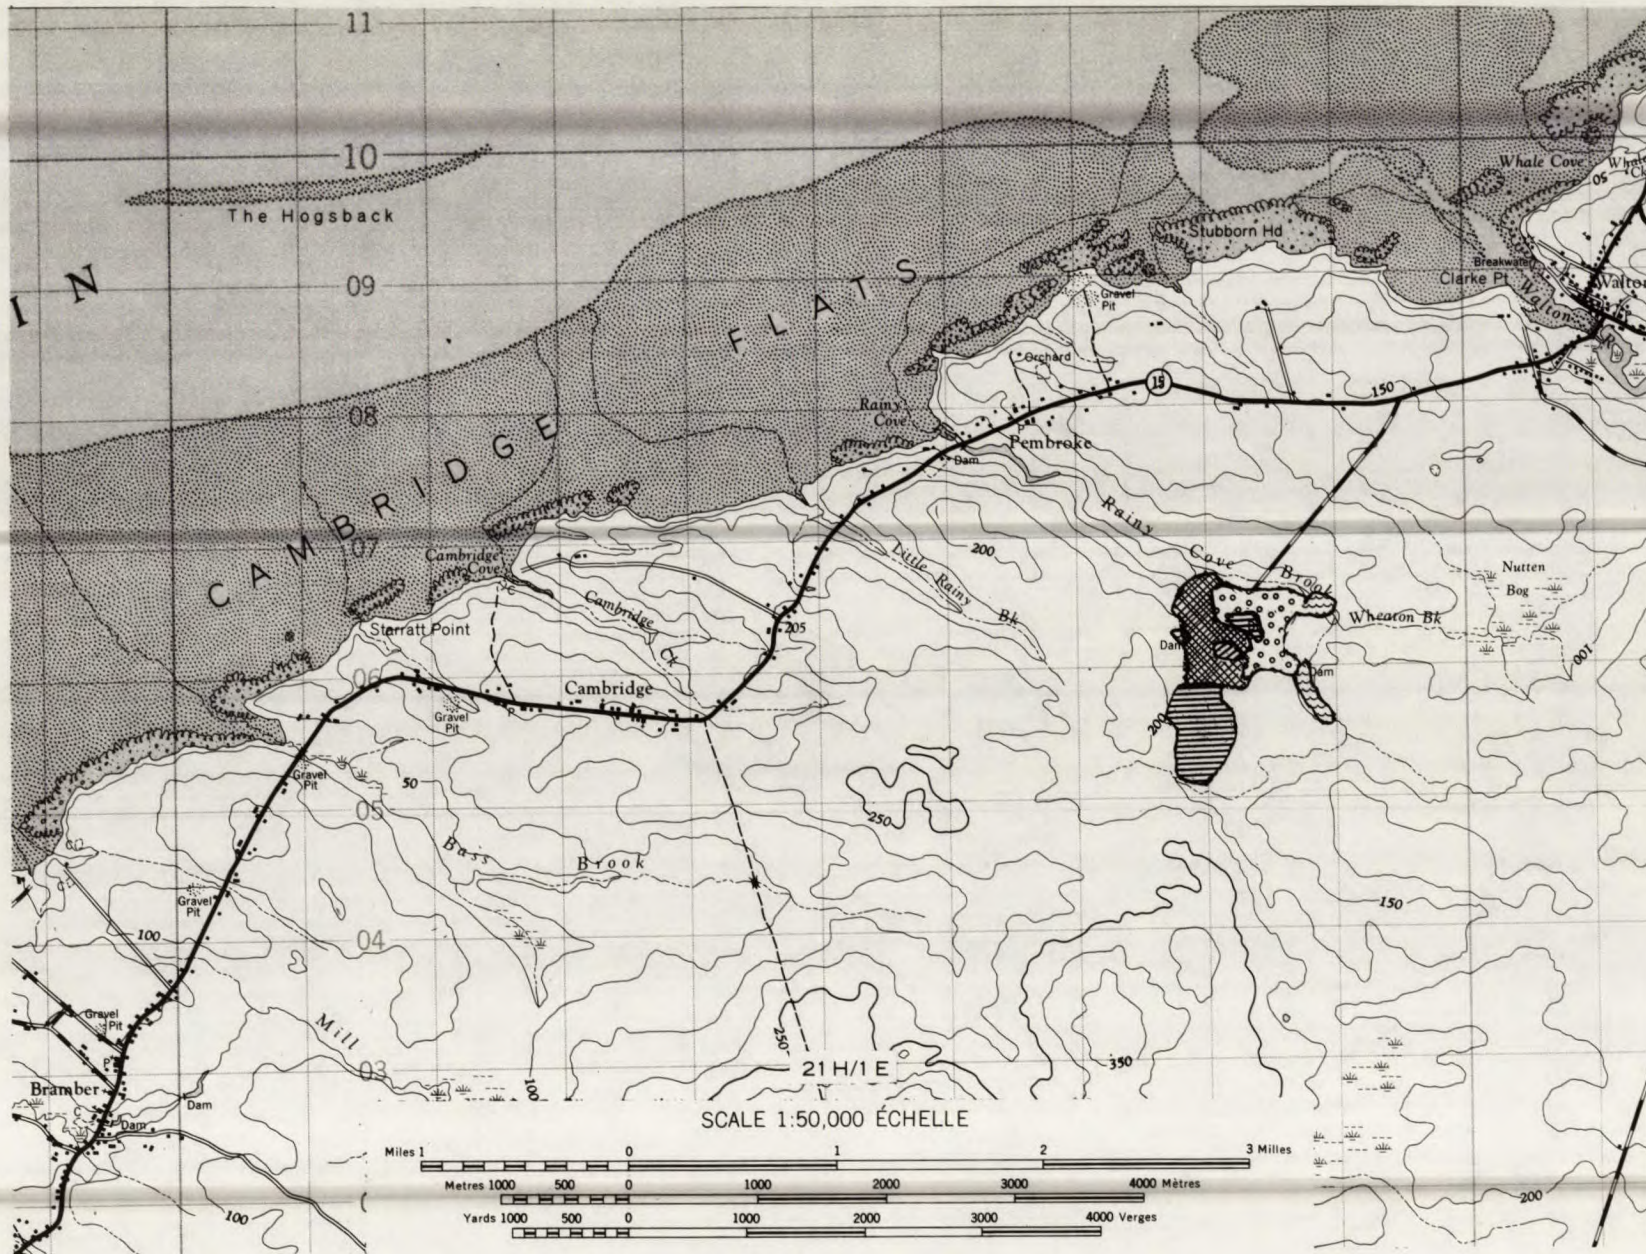 11
10
The Hogsback
Whale Cove
50
Stubborn Hd
I N
09
Breakwater
Clarke Pt
Walton
Walton
R
Gravel
Pit
CAMBRIDGE FLATS
Orchard
15
150
08
Rainy
Cove
P
Pembroke
Dam
Rainy Cove Brook
07
Cambridge
Cove
C
200
Little Rainy Bk
Nutten
Bog
Cambridge Ck
Wheaton Bk
Starratt Point
205
Dam
100
06
Cambridge
Dam
P
Gravel
Pit
200
Gravel
Pit
50
05
250
Bass Brook
C
C
Gravel
Pit
150
100
04
Gravel
Pit
Mill
250
P
03
21 H/1 E
350
Bramber
100
C
Dam
Dam
SCALE 1:50,000 ÉCHELLE
Miles 1 0 1 2 3 Milles
Metres 1000 500 0 1000 2000 3000 4000 Mètres
200
100
Yards 1000 500 0 1000 2000 3000 4000 Verges